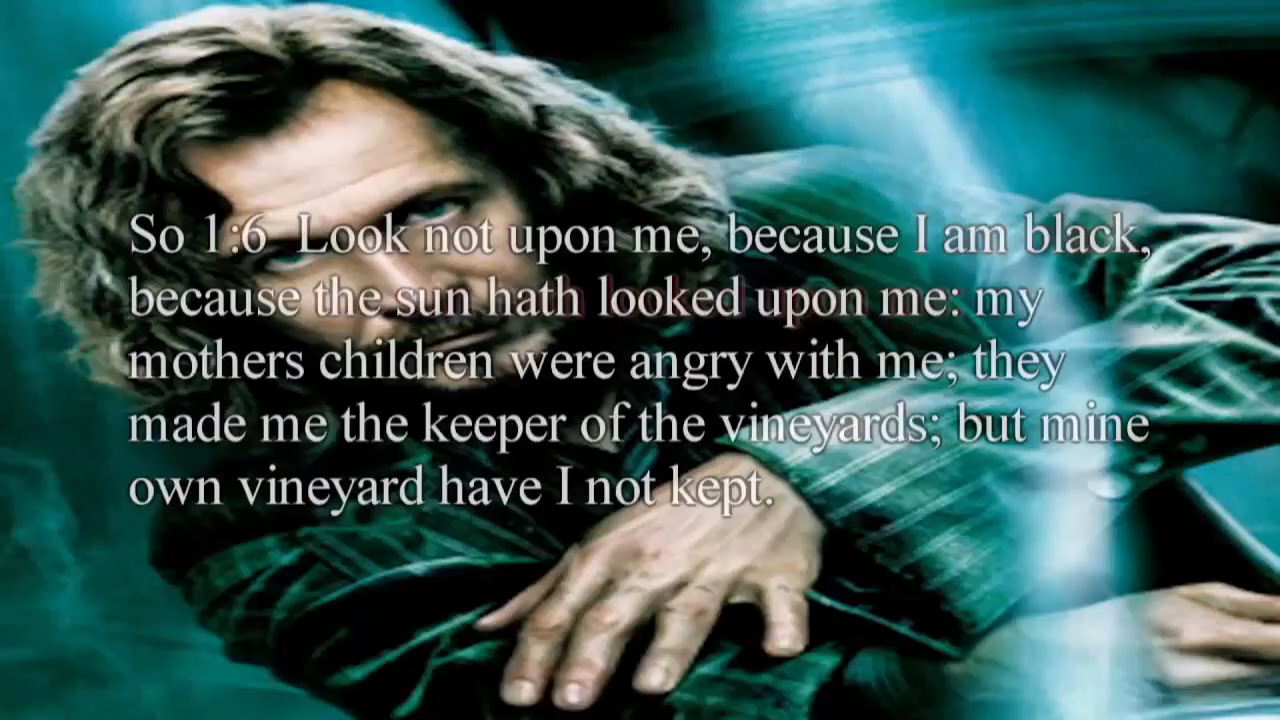 So 1:6  Look not upon me, because I am black,
because the sun hath looked upon me: my
mothers children were angry with me; they
made me the keeper of the vineyards; but mine
own vineyard have I not kept.